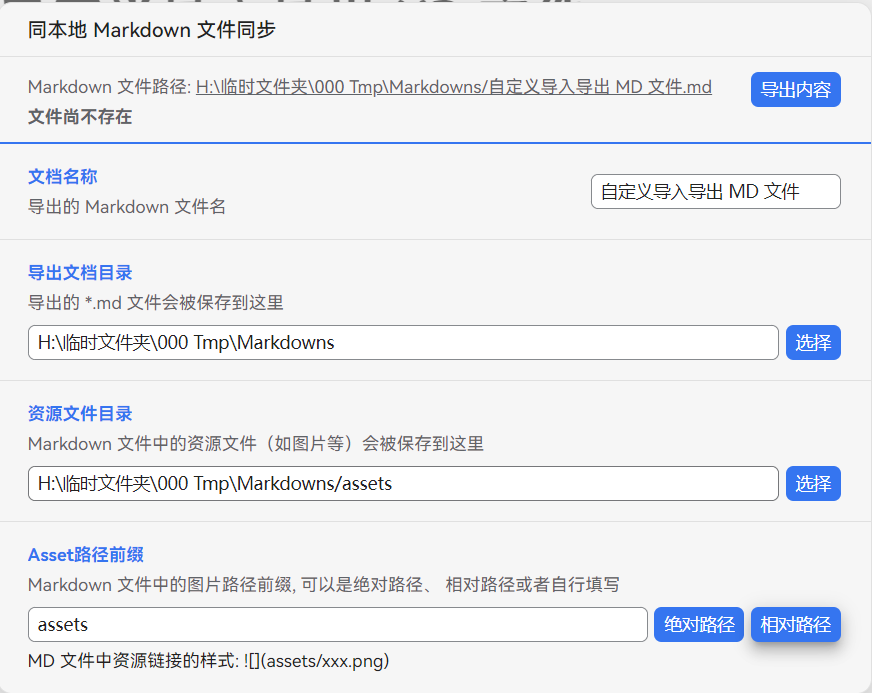 同本地 Markdown 文件同步
Markdown 文件路径: H:\临时文件夹\000 Tmp\Markdowns/自定义导入导出 MD 文件.md
导出内容
文件尚不存在
文档名称
导出的 Markdown 文件名
自定义导入导出 MD 文件
导出文档目录
导出的 *.md 文件会被保存到这里
H:\临时文件夹\000 Tmp\Markdowns
选择
资源文件目录
Markdown 文件中的资源文件（如图片等）会被保存到这里
H:\临时文件夹\000 Tmp\Markdowns/assets
选择
Asset路径前缀
Markdown 文件中的图片路径前缀, 可以是绝对路径、 相对路径或者自行填写
assets
绝对路径
相对路径
MD 文件中资源链接的样式: ![](assets/xxx.png)